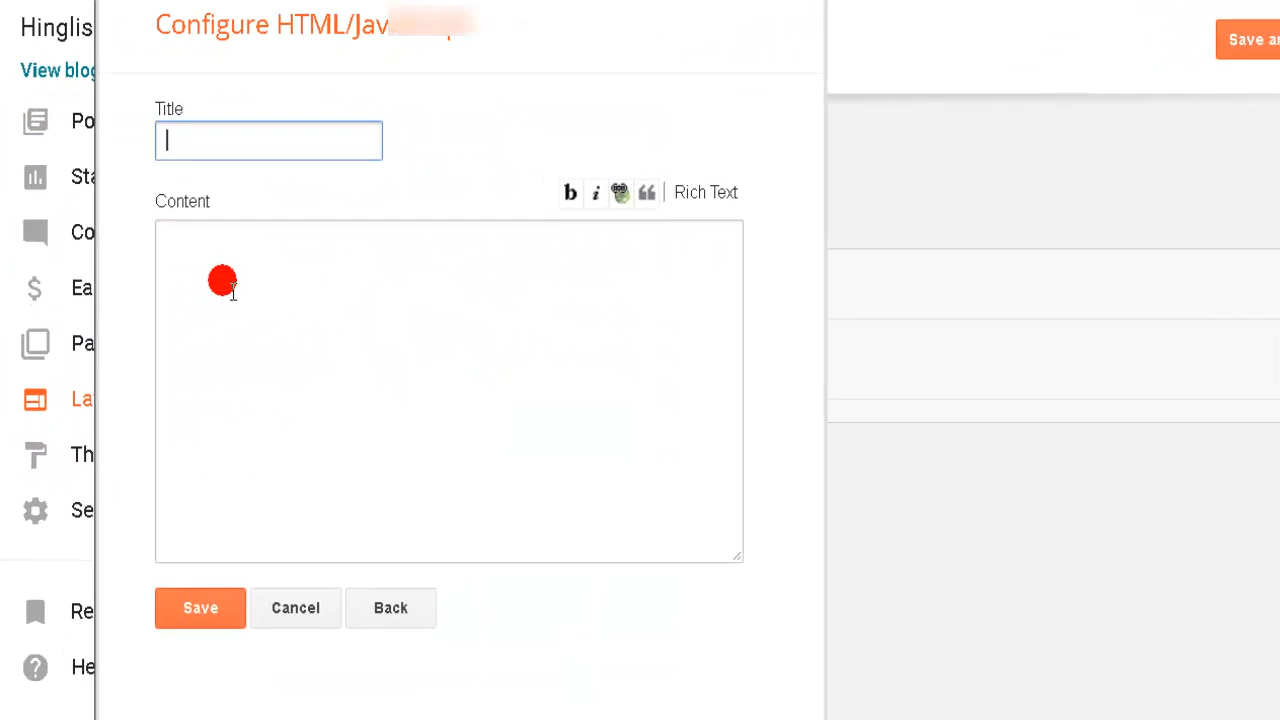 Hinglis
Configure HTML/Jav
Save a
View blog
Title
Po
Sta
Content
b i Rich Text
Co
Ea
Pa
La
Th
Se
Save Cancel Back
Re
He